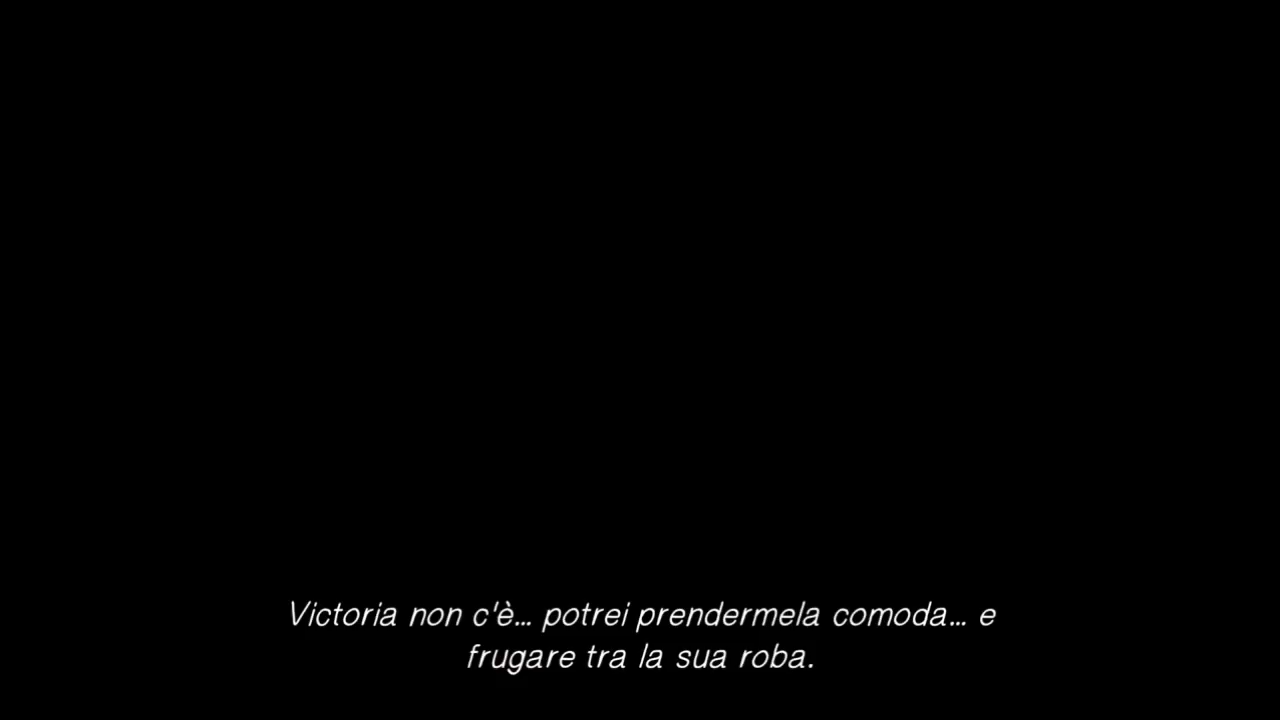 Victoria non c'è... potrei prendermela comoda... e
frugare tra la sua roba.